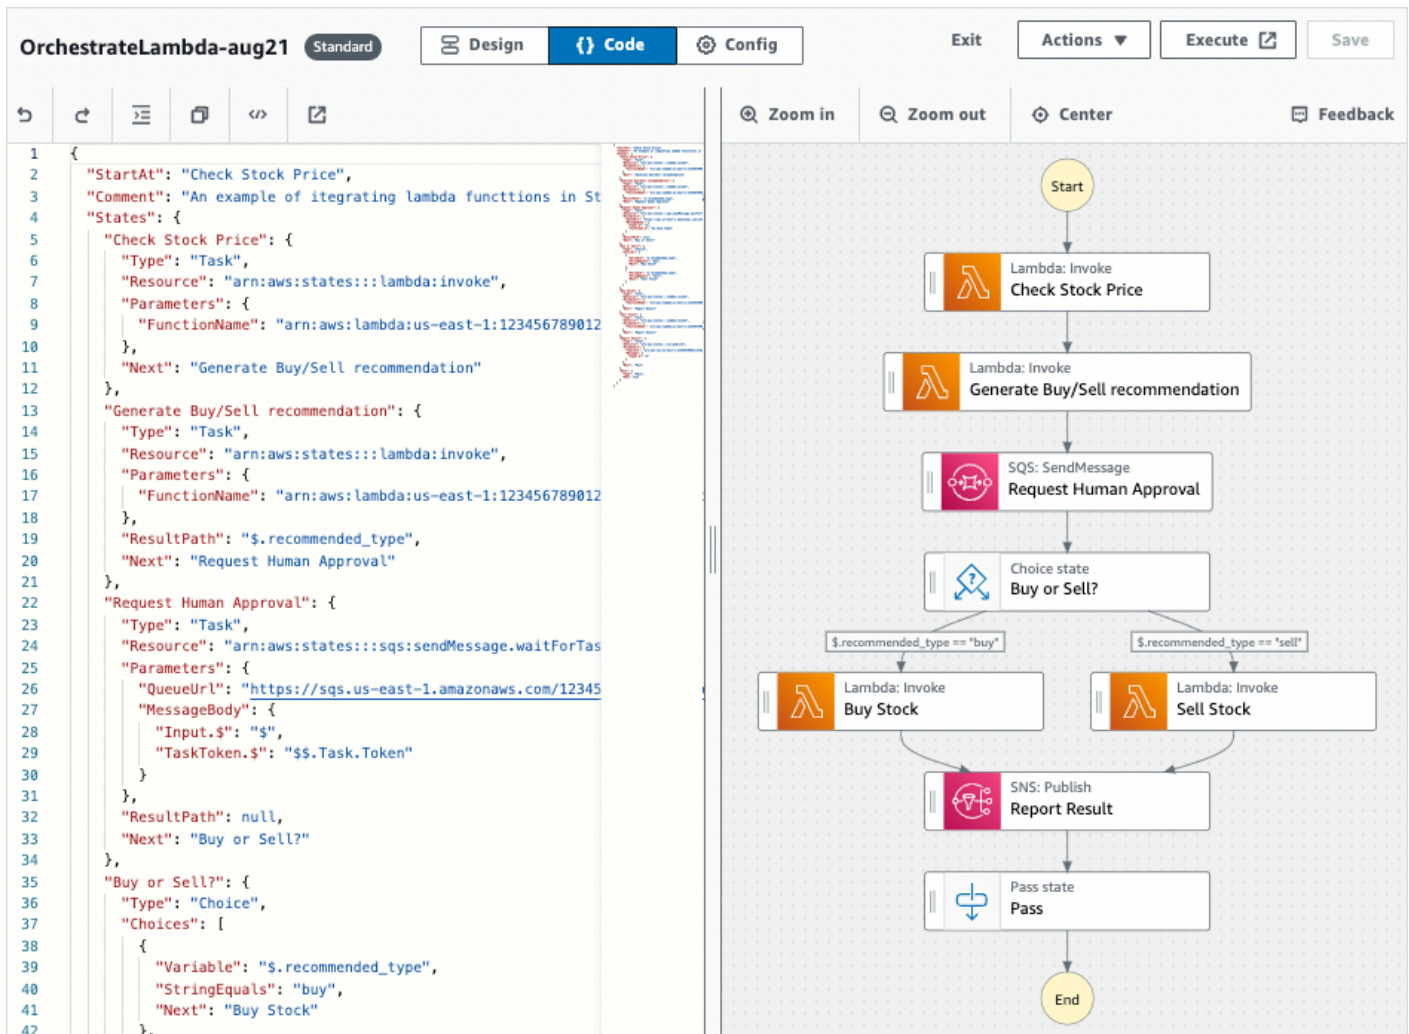 OrchestrateLambda-aug21 Standard Design {} Code Config Exit Actions ▼ Execute Save
Zoom in Zoom out Center Feedback
1 {
2 "StartAt": "Check Stock Price",
3 "Comment": "An example of itegrating lambda functtions in St
4 "States": {
5 "Check Stock Price": {
6 "Type": "Task",
7 "Resource": "arn:aws:states:::lambda:invoke",
8 "Parameters": {
9 "FunctionName": "arn:aws:lambda:us-east-1:123456789012
10 },
11 "Next": "Generate Buy/Sell recommendation"
12 },
13 "Generate Buy/Sell recommendation": {
14 "Type": "Task",
15 "Resource": "arn:aws:states:::lambda:invoke",
16 "Parameters": {
17 "FunctionName": "arn:aws:lambda:us-east-1:123456789012
18 },
19 "ResultPath": "$.recommended_type",
20 "Next": "Request Human Approval"
21 },
22 "Request Human Approval": {
23 "Type": "Task",
24 "Resource": "arn:aws:states:::sqs:sendMessage.waitForTas
25 "Parameters": {
26 "QueueUrl": "https://sqs.us-east-1.amazonaws.com/12345
27 "MessageBody": {
28 "Input.$": "$",
29 "TaskToken.$": "$$.Task.Token"
30 }
31 },
32 "ResultPath": null,
33 "Next": "Buy or Sell?"
34 },
35 "Buy or Sell?": {
36 "Type": "Choice",
37 "Choices": [
38 {
39 "Variable": "$.recommended_type",
40 "StringEquals": "buy",
41 "Next": "Buy Stock"
42 },
Start
Lambda: Invoke
Check Stock Price
Lambda: Invoke
Generate Buy/Sell recommendation
SQS: SendMessage
Request Human Approval
Choice state
Buy or Sell?
$.recommended_type == "buy"
$.recommended_type == "sell"
Lambda: Invoke
Buy Stock
Lambda: Invoke
Sell Stock
SNS: Publish
Report Result
Pass state
Pass
End